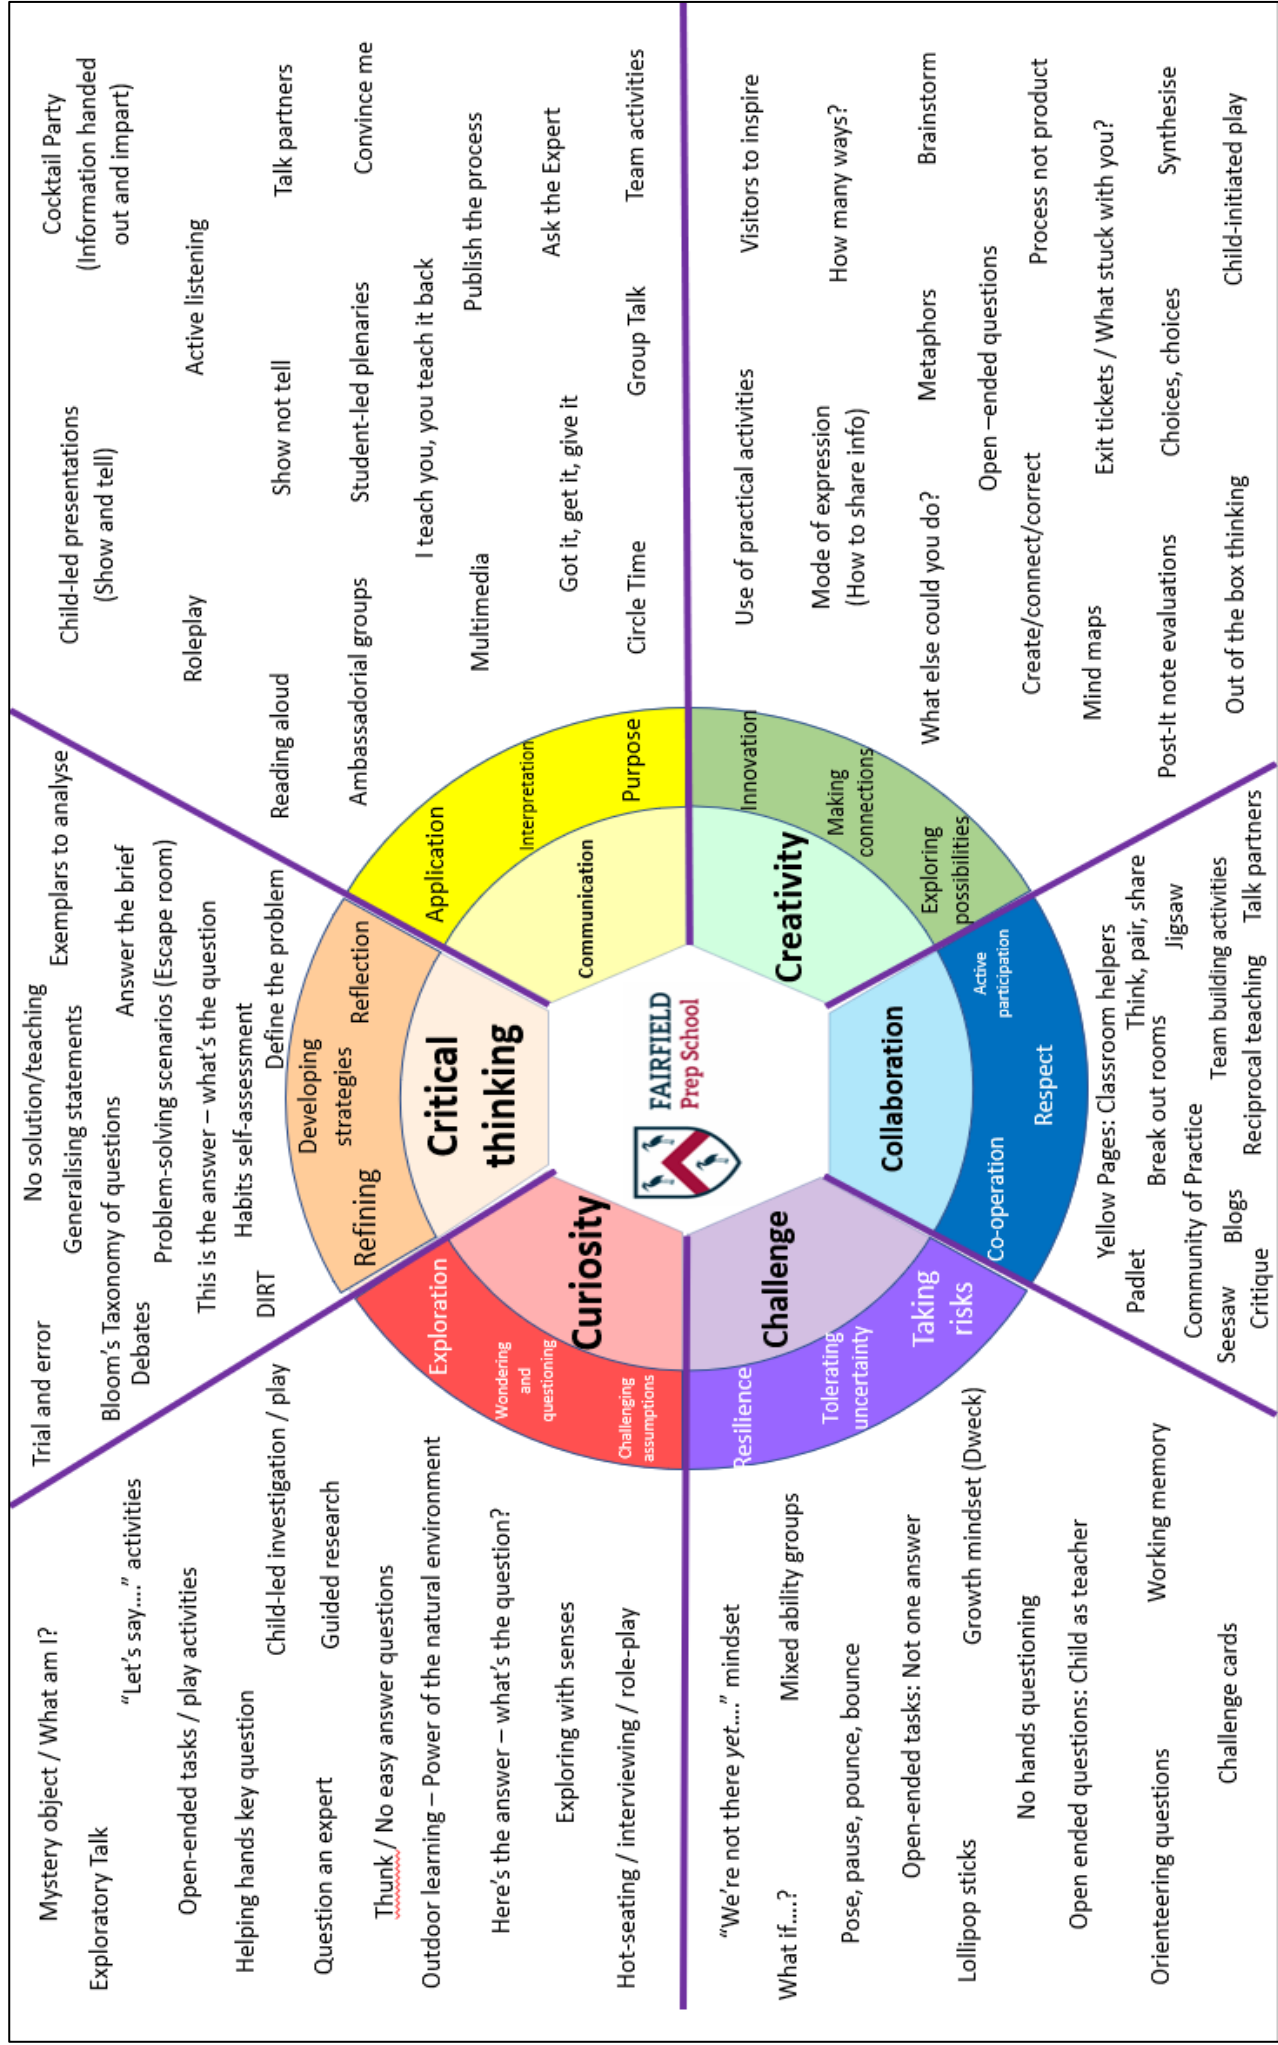 Mystery object / What am I?
Exploratory Talk
“Let’s say….” activities
Open-ended tasks / play activities
Helping hands key question
Child-led investigation / play
Question an expert
Guided research
Thunk / No easy answer questions
Outdoor learning – Power of the natural environment
Here’s the answer – what’s the question?
Exploring with senses
Hot-seating / interviewing / role-play
Trial and error
No solution/teaching
Exemplars to analyse
Generalising statements
Bloom’s Taxonomy of questions
Answer the brief
Debates
Problem-solving scenarios (Escape room)
This is the answer – what’s the question
Habits self-assessment
DIRT
Define the problem
Cocktail Party
(Information handed
out and impart)
Child-led presentations
(Show and tell)
Roleplay
Active listening
Reading aloud
Show not tell
Talk partners
Ambassadorial groups
Student-led plenaries
Convince me
I teach you, you teach it back
Multimedia
Publish the process
Got it, get it, give it
Ask the Expert
Circle Time
Group Talk
Team activities
Refining
Developing
strategies
Reflection
Critical
thinking
Application
Interpretation
Purpose
Communication
Exploration
Wondering
and
questioning
Challenging
assumptions
Curiosity
FAIRFIELD
Prep School
Resilience
Tolerating
uncertainty
Taking
risks
Challenge
Co-operation
Respect
Active
participation
Collaboration
Innovation
Making
connections
Exploring
possibilities
Creativity
“We’re not there yet….” mindset
What if….?
Mixed ability groups
Pose, pause, pounce, bounce
Open-ended tasks: Not one answer
Lollipop sticks
Growth mindset (Dweck)
No hands questioning
Open ended questions: Child as teacher
Orienteering questions
Working memory
Challenge cards
Yellow Pages: Classroom helpers
Padlet
Think, pair, share
Break out rooms
Jigsaw
Community of Practice
Team building activities
Seesaw
Blogs
Critique
Reciprocal teaching
Talk partners
Use of practical activities
Visitors to inspire
Mode of expression
(How to share info)
How many ways?
What else could you do?
Metaphors
Brainstorm
Open –ended questions
Create/connect/correct
Process not product
Mind maps
Exit tickets / What stuck with you?
Post-It note evaluations
Choices, choices
Synthesise
Out of the box thinking
Child-initiated play